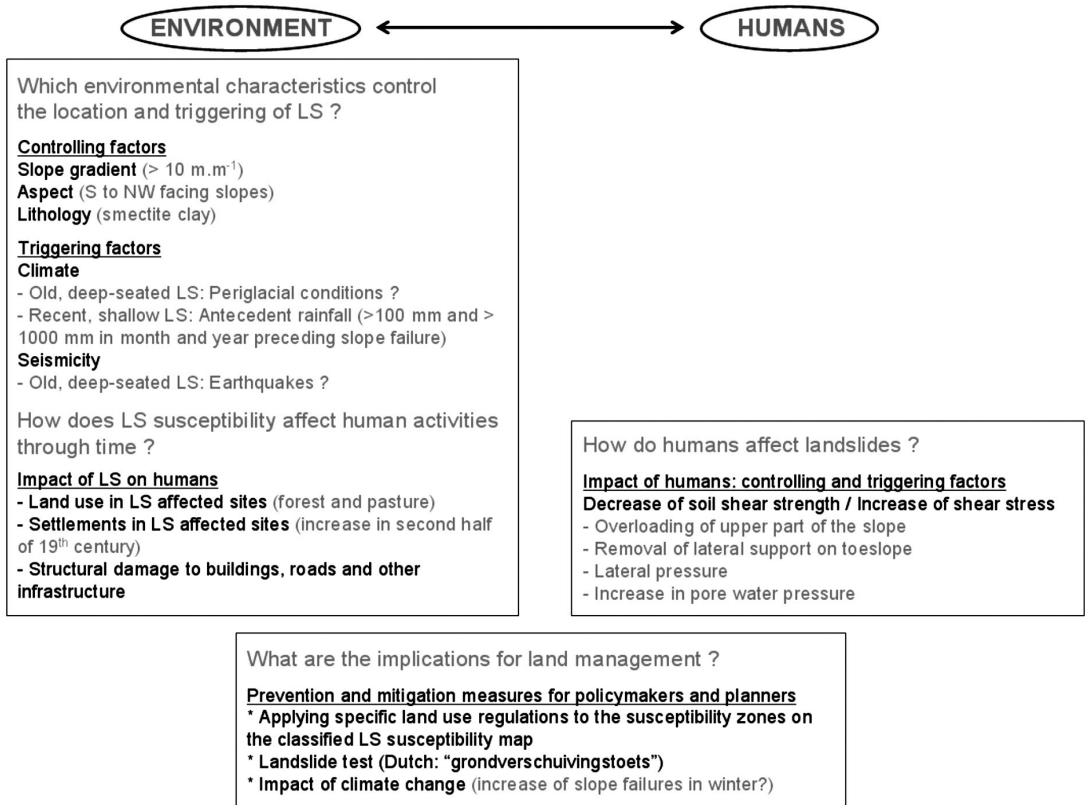 ENVIRONMENT
HUMANS
Which environmental characteristics control
the location and triggering of LS ?
Controlling factors
Slope gradient (> 10 m.m⁻¹)
Aspect (S to NW facing slopes)
Lithology (smectite clay)
Triggering factors
Climate
- Old, deep-seated LS: Periglacial conditions ?
- Recent, shallow LS: Antecedent rainfall (>100 mm and >
1000 mm in month and year preceding slope failure)
Seismicity
- Old, deep-seated LS: Earthquakes ?
How does LS susceptibility affect human activities
through time ?
Impact of LS on humans
- Land use in LS affected sites (forest and pasture)
- Settlements in LS affected sites (increase in second half
of 19th century)
- Structural damage to buildings, roads and other
infrastructure
How do humans affect landslides ?
Impact of humans: controlling and triggering factors
Decrease of soil shear strength / Increase of shear stress
- Overloading of upper part of the slope
- Removal of lateral support on toeslope
- Lateral pressure
- Increase in pore water pressure
What are the implications for land management ?
Prevention and mitigation measures for policymakers and planners
* Applying specific land use regulations to the susceptibility zones on
the classified LS susceptibility map
* Landslide test (Dutch: “grondverschuivingstoets”)
* Impact of climate change (increase of slope failures in winter?)